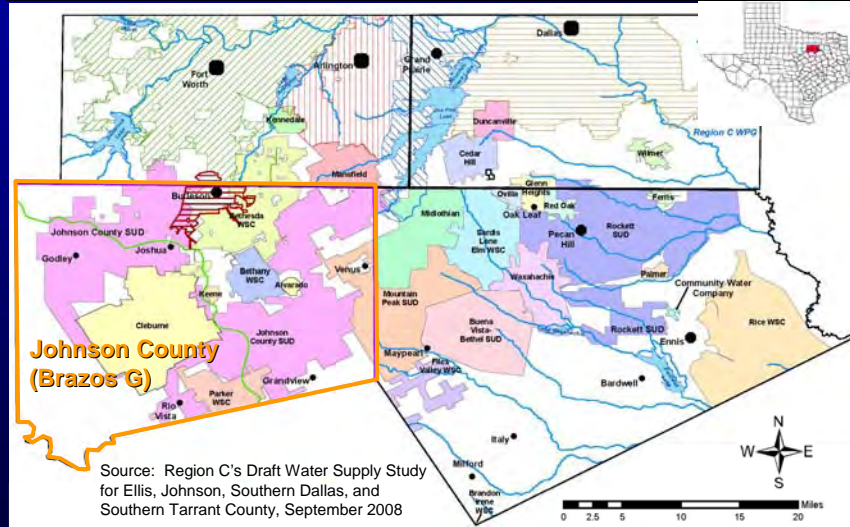 Dallas
Fort
Worth
Arlington
Grand
Prairie
Kennedale
Duncanville
Region C WPG
Cedar
Hill
Wilmer
Mansfield
Burleson
Bethesda
WSC
Johnson County SUD
Godley
Joshua
Bethany
WSC
Alvarado
Keene
Venus
Cleburne
Johnson
County SUD
Johnson County
(Brazos G)
Grandview
Rio
Vista
Parker
WSC
Midlothian
Sardis
Lone
Elm WSC
Ovilla
Glenn
Heights
Oak Leaf
Red Oak
Ferris
Pecan
Hill
Rockett
SUD
Waxahachie
Palmer
Community Water
Company
Mountain
Peak SUD
Buena
Vista-
Bethel SUD
Rockett SUD
Ennis
Rice WSC
Maypearl
Files
Valley WSC
Bardwell
Italy
Milford
Brandon
Irene
WSC
N
W
E
S
Miles
0 2.5 5 10 15 20
Source: Region C's Draft Water Supply Study
for Ellis, Johnson, Southern Dallas, and
Southern Tarrant County, September 2008